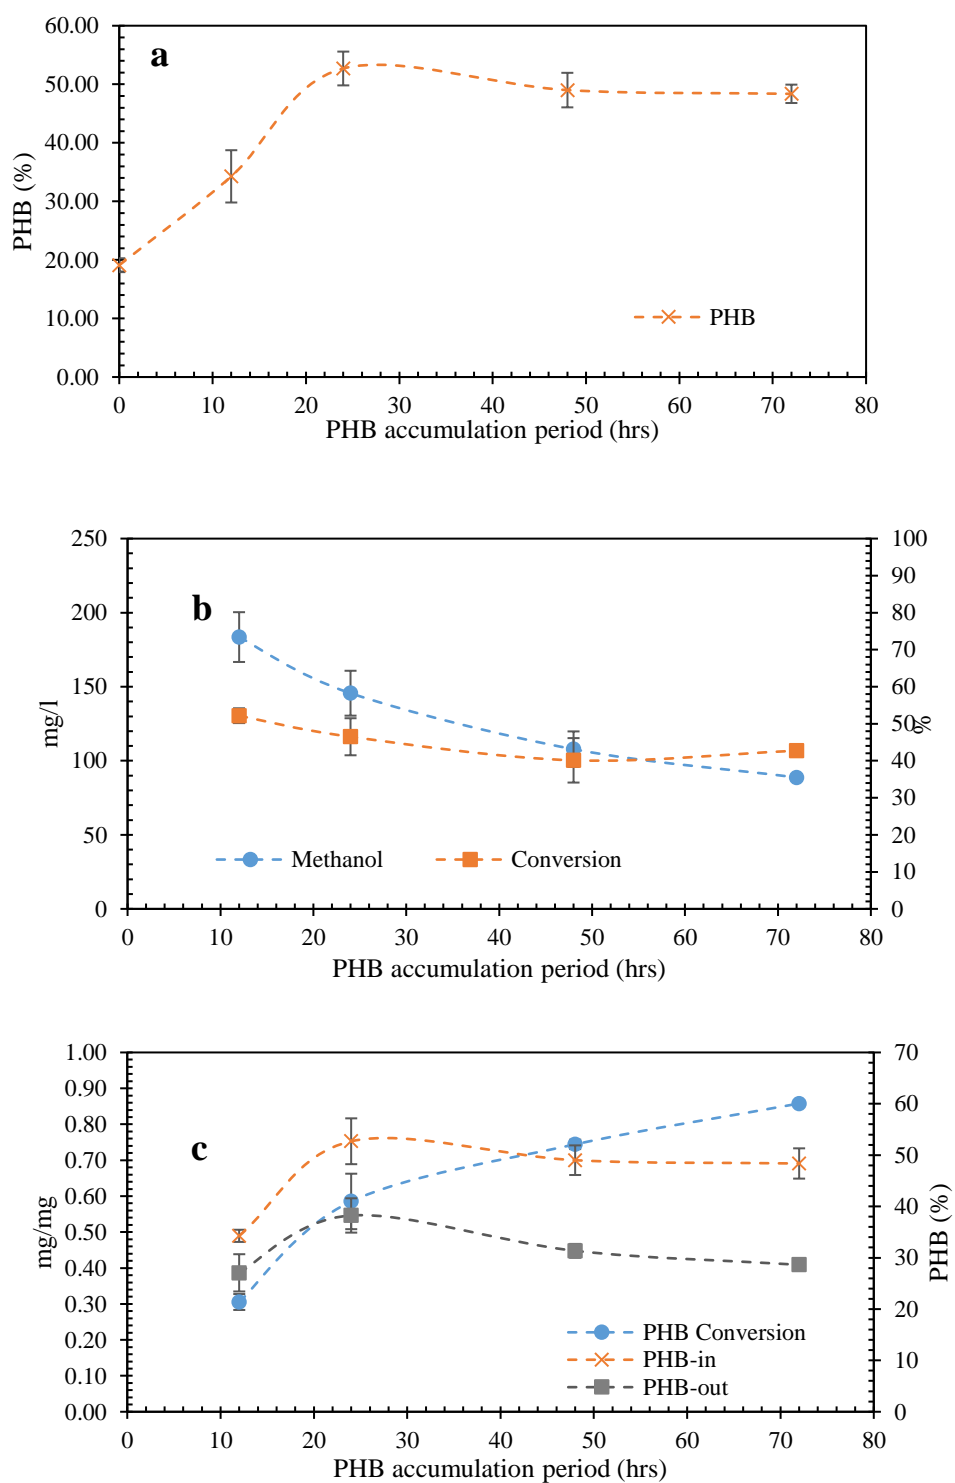 60.00
50.00
40.00
30.00
20.00
10.00
0.00
PHB (%)
a
PHB
0 10 20 30 40 50 60 70 80
PHB accumulation period (hrs)
250
200
150
100
50
0
mg/l
b
100
90
80
70
60
50
40
30
20
10
0
%
Methanol Conversion
0 10 20 30 40 50 60 70 80
PHB accumulation period (hrs)
1.00
0.90
0.80
0.70
0.60
0.50
0.40
0.30
0.20
0.10
0.00
mg/mg
c
70
60
50
40
30
20
10
0
PHB (%)
PHB Conversion
PHB-in
PHB-out
0 10 20 30 40 50 60 70 80
PHB accumulation period (hrs)